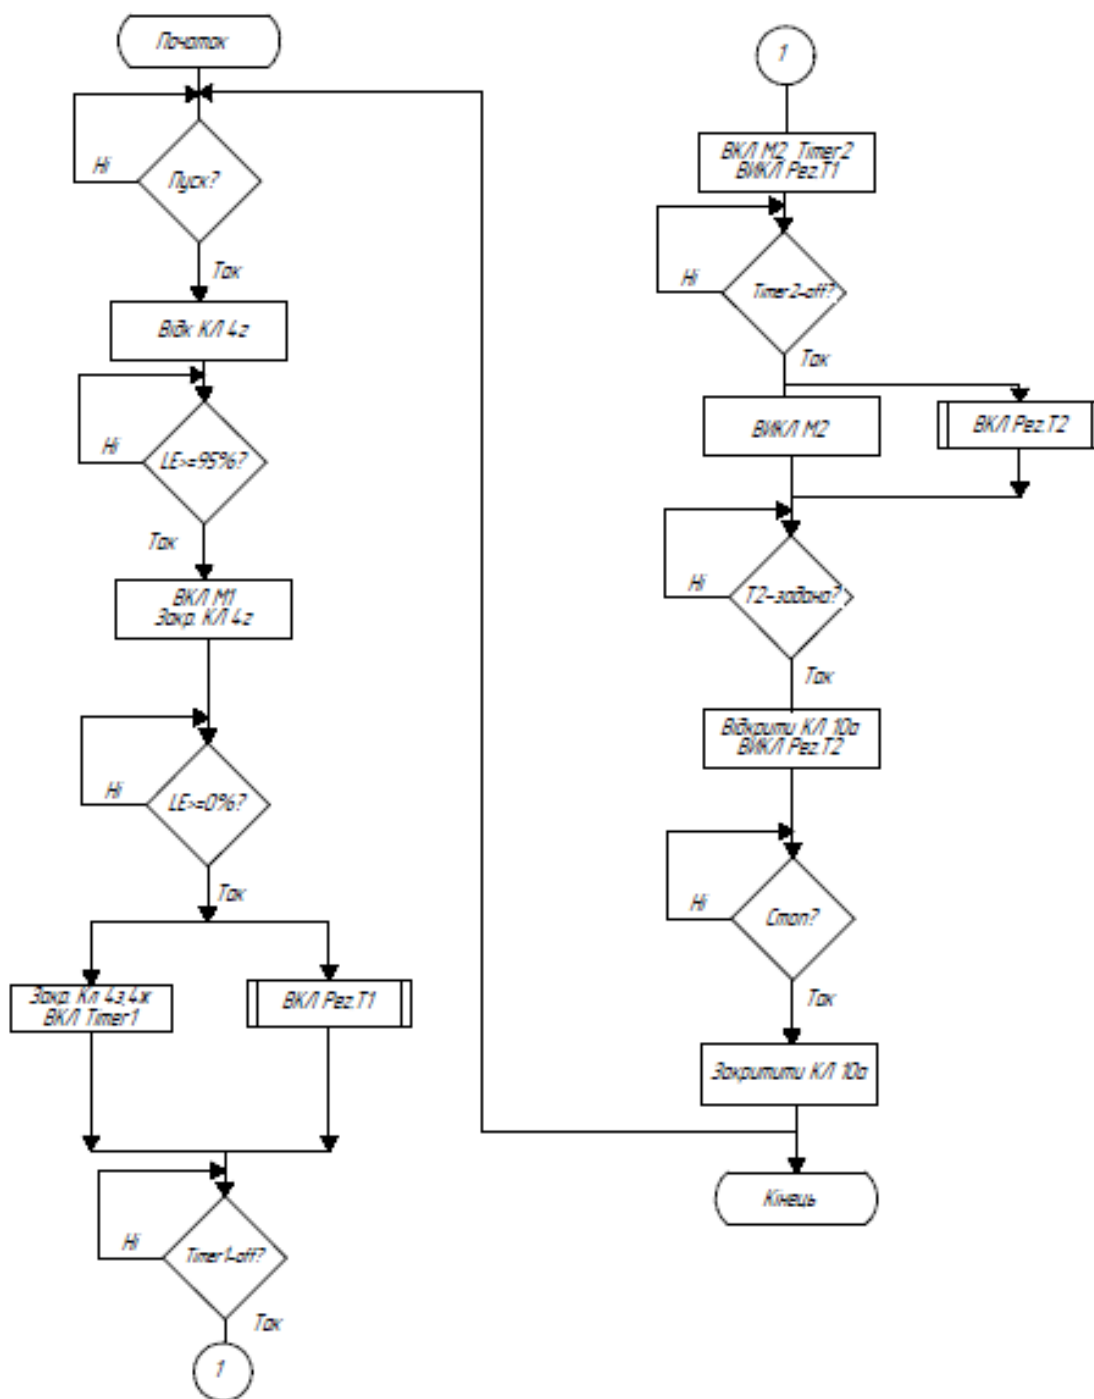 Початок
Ні
Пуск?
Так
Відк КЛ 4г
Ні
LE>=95%?
Так
ВКЛ М1
Закр. КЛ 4г
Ні
LE>=0%?
Так
Закр. Кл 4з,4ж
ВКЛ Timer1
ВКЛ Рег.Т1
Ні
Timer1-off?
Так
1
1
ВКЛ М2 Timer2
ВИКЛ Рег.Т1
Ні
Timer2-off?
Так
ВИКЛ М2
ВКЛ Рег.Т2
Ні
Т2-задана?
Так
Відкрити КЛ 10а
ВИКЛ Рег.Т2
Ні
Стоп?
Так
Закритити КЛ 10а
Кінець